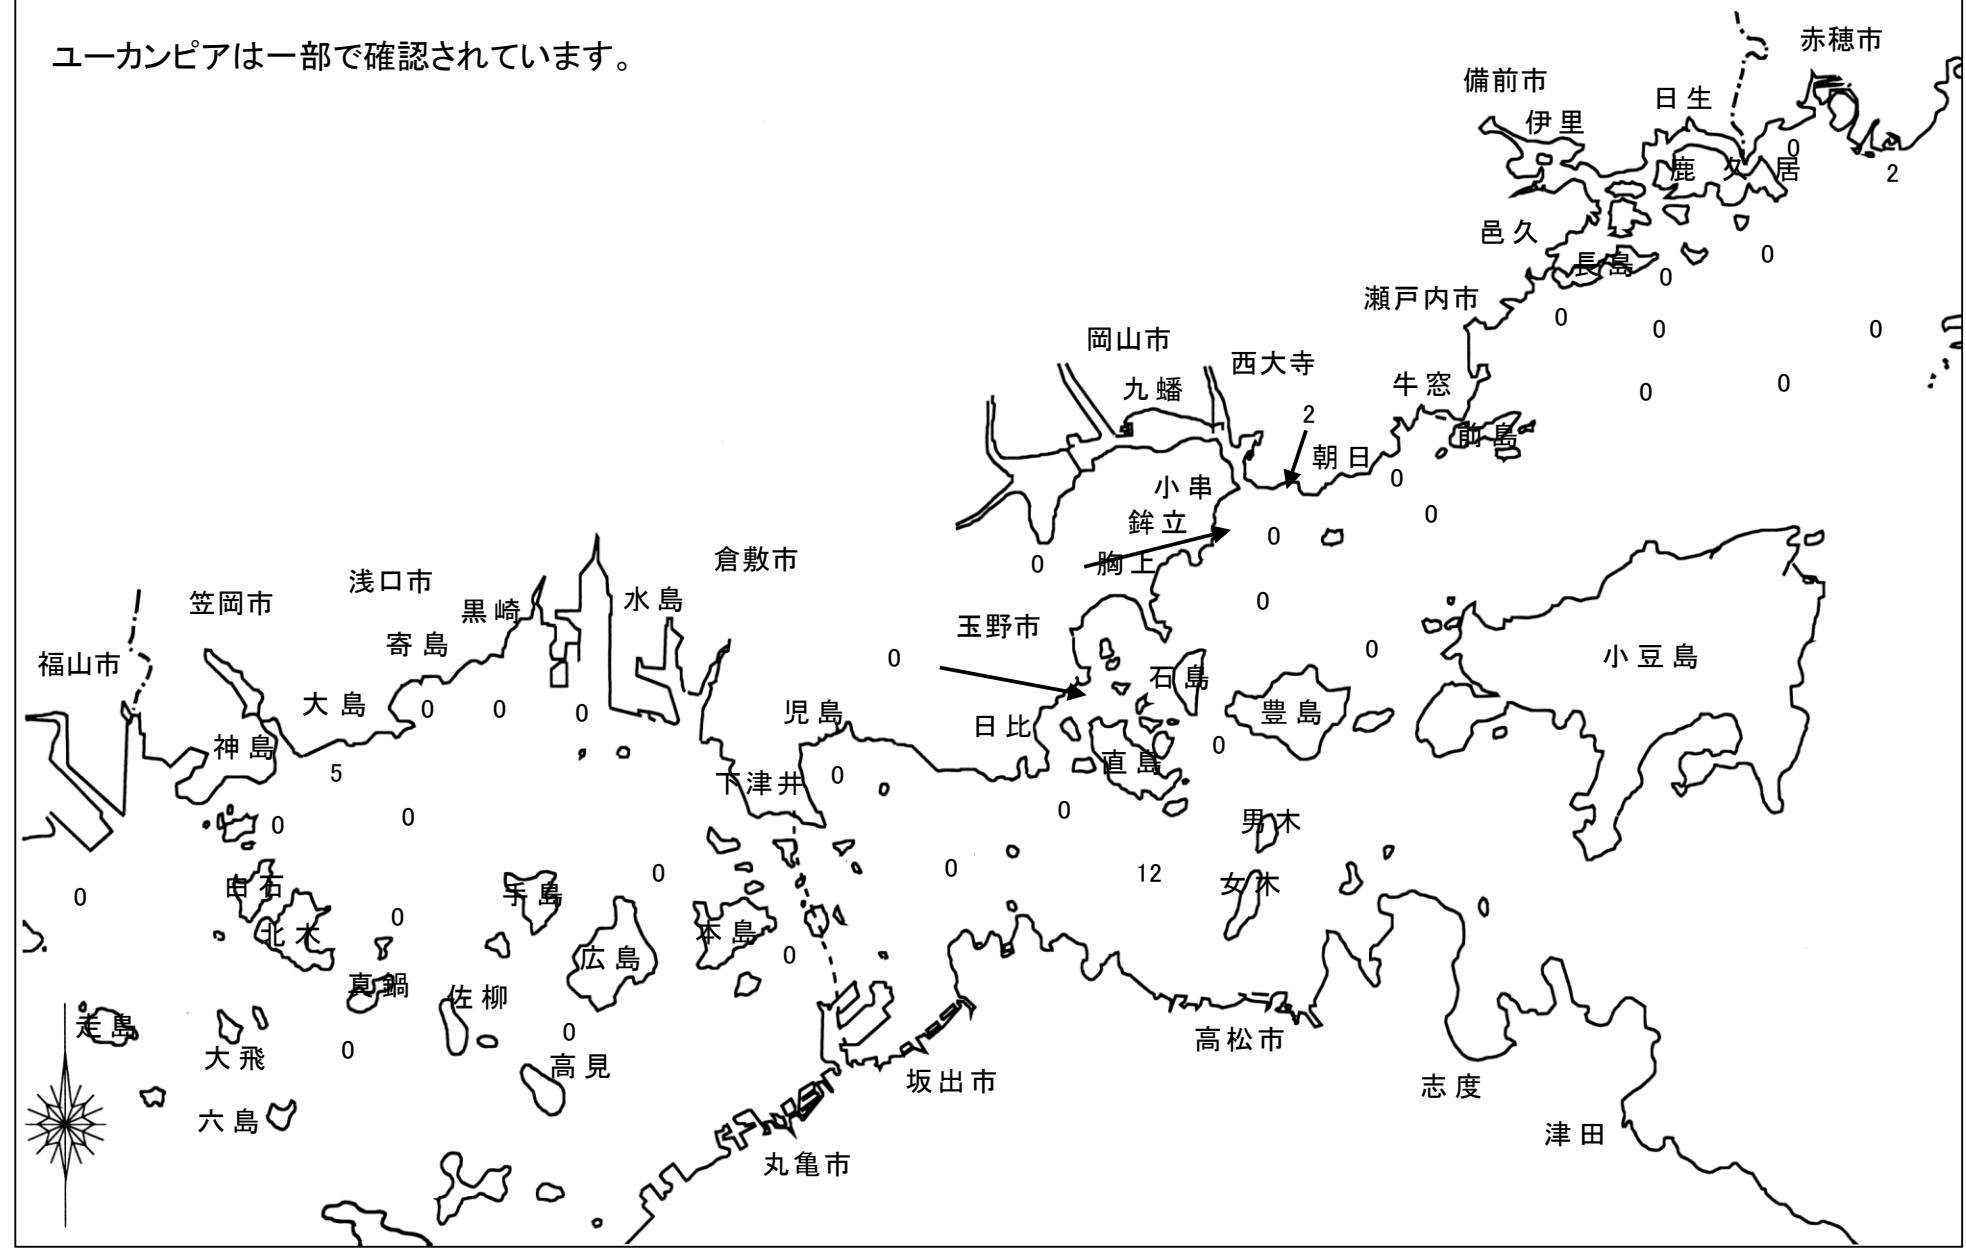 ユーカンピアは一部で確認されています。
赤穂市
備前市
日生
伊里
0
鹿久居
2
邑久
0
長島
0
瀬戸内市
0
0
0
岡山市
西大寺
0
牛窓
九蟠
0
2
前島
朝日
0
小串
0
鉾立
0
倉敷市
0
胸上
浅口市
笠岡市
水島
0
黒崎
玉野市
寄島
0
小豆島
福山市
0
石島
大島
0
0
0
児島
豊島
日比
神島
0
直島
5
0
下津井
0
0
0
男木
0
0
12
女木
白石
手島
0
0
北木
本島
広島
0
真鍋
佐柳
走島
0
高松市
0
大飛
高見
坂出市
志度
六島
津田
丸亀市